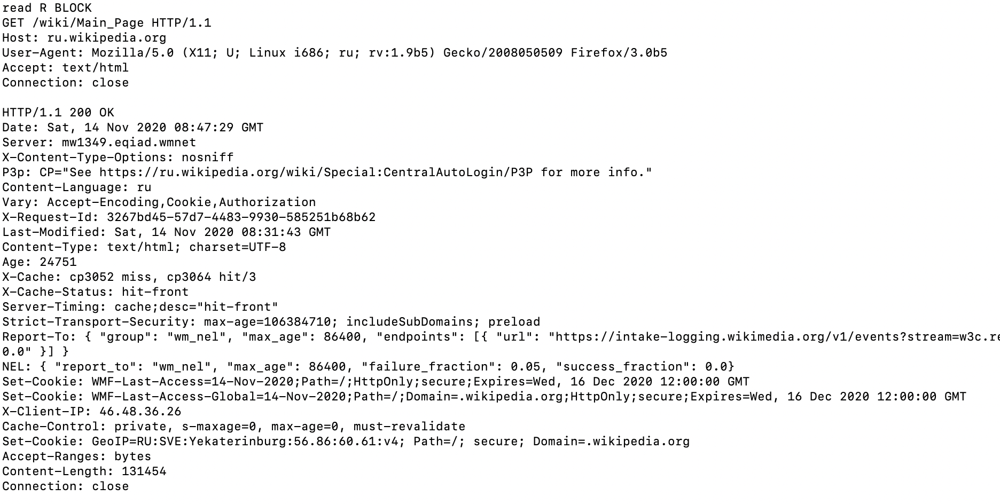 read R BLOCK
GET /wiki/Main_Page HTTP/1.1
Host: ru.wikipedia.org
User-Agent: Mozilla/5.0 (X11; U; Linux i686; ru; rv:1.9b5) Gecko/2008050509 Firefox/3.0b5
Accept: text/html
Connection: close

HTTP/1.1 200 OK
Date: Sat, 14 Nov 2020 08:47:29 GMT
Server: mw1349.eqiad.wmnet
X-Content-Type-Options: nosniff
P3p: CP="See https://ru.wikipedia.org/wiki/Special:CentralAutoLogin/P3P for more info."
Content-Language: ru
Vary: Accept-Encoding,Cookie,Authorization
X-Request-Id: 3267bd45-57d7-4483-9930-585251b68b62
Last-Modified: Sat, 14 Nov 2020 08:31:43 GMT
Content-Type: text/html; charset=UTF-8
Age: 24751
X-Cache: cp3052 miss, cp3064 hit/3
X-Cache-Status: hit-front
Server-Timing: cache;desc="hit-front"
Strict-Transport-Security: max-age=106384710; includeSubDomains; preload
Report-To: { "group": "wm_nel", "max_age": 86400, "endpoints": [{ "url": "https://intake-logging.wikimedia.org/v1/events?stream=w3c.re
0.0" }] }
NEL: { "report_to": "wm_nel", "max_age": 86400, "failure_fraction": 0.05, "success_fraction": 0.0}
Set-Cookie: WMF-Last-Access=14-Nov-2020;Path=/;HttpOnly;secure;Expires=Wed, 16 Dec 2020 12:00:00 GMT
Set-Cookie: WMF-Last-Access-Global=14-Nov-2020;Path=/;Domain=.wikipedia.org;HttpOnly;secure;Expires=Wed, 16 Dec 2020 12:00:00 GMT
X-Client-IP: 46.48.36.26
Cache-Control: private, s-maxage=0, max-age=0, must-revalidate
Set-Cookie: GeoIP=RU:SVE:Yekaterinburg:56.86:60.61:v4; Path=/; secure; Domain=.wikipedia.org
Accept-Ranges: bytes
Content-Length: 131454
Connection: close